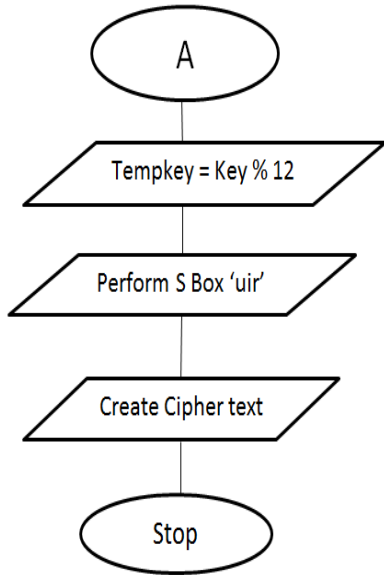 A
Tempkey = Key % 12
Perform S Box ‘uir’
Create Cipher text
Stop